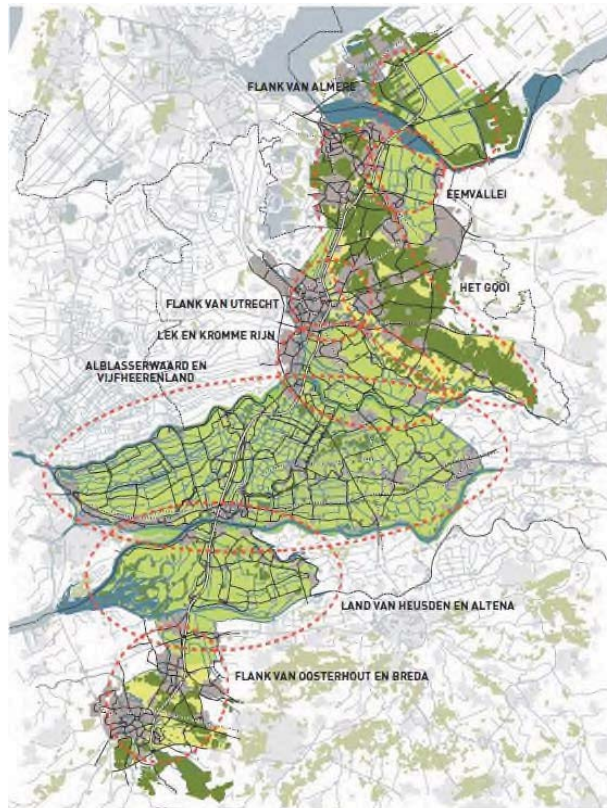 FLANK VAN ALMERE
EEMVALLEI
HET GOOI
FLANK VAN UTRECHT
LEK EN KROMME RIJN
ALBLASSERWAARD EN
VIJFHEERENLAND
LAND VAN HEUSDEN EN ALTENA
FLANK VAN OOSTERHOUT EN BREDA